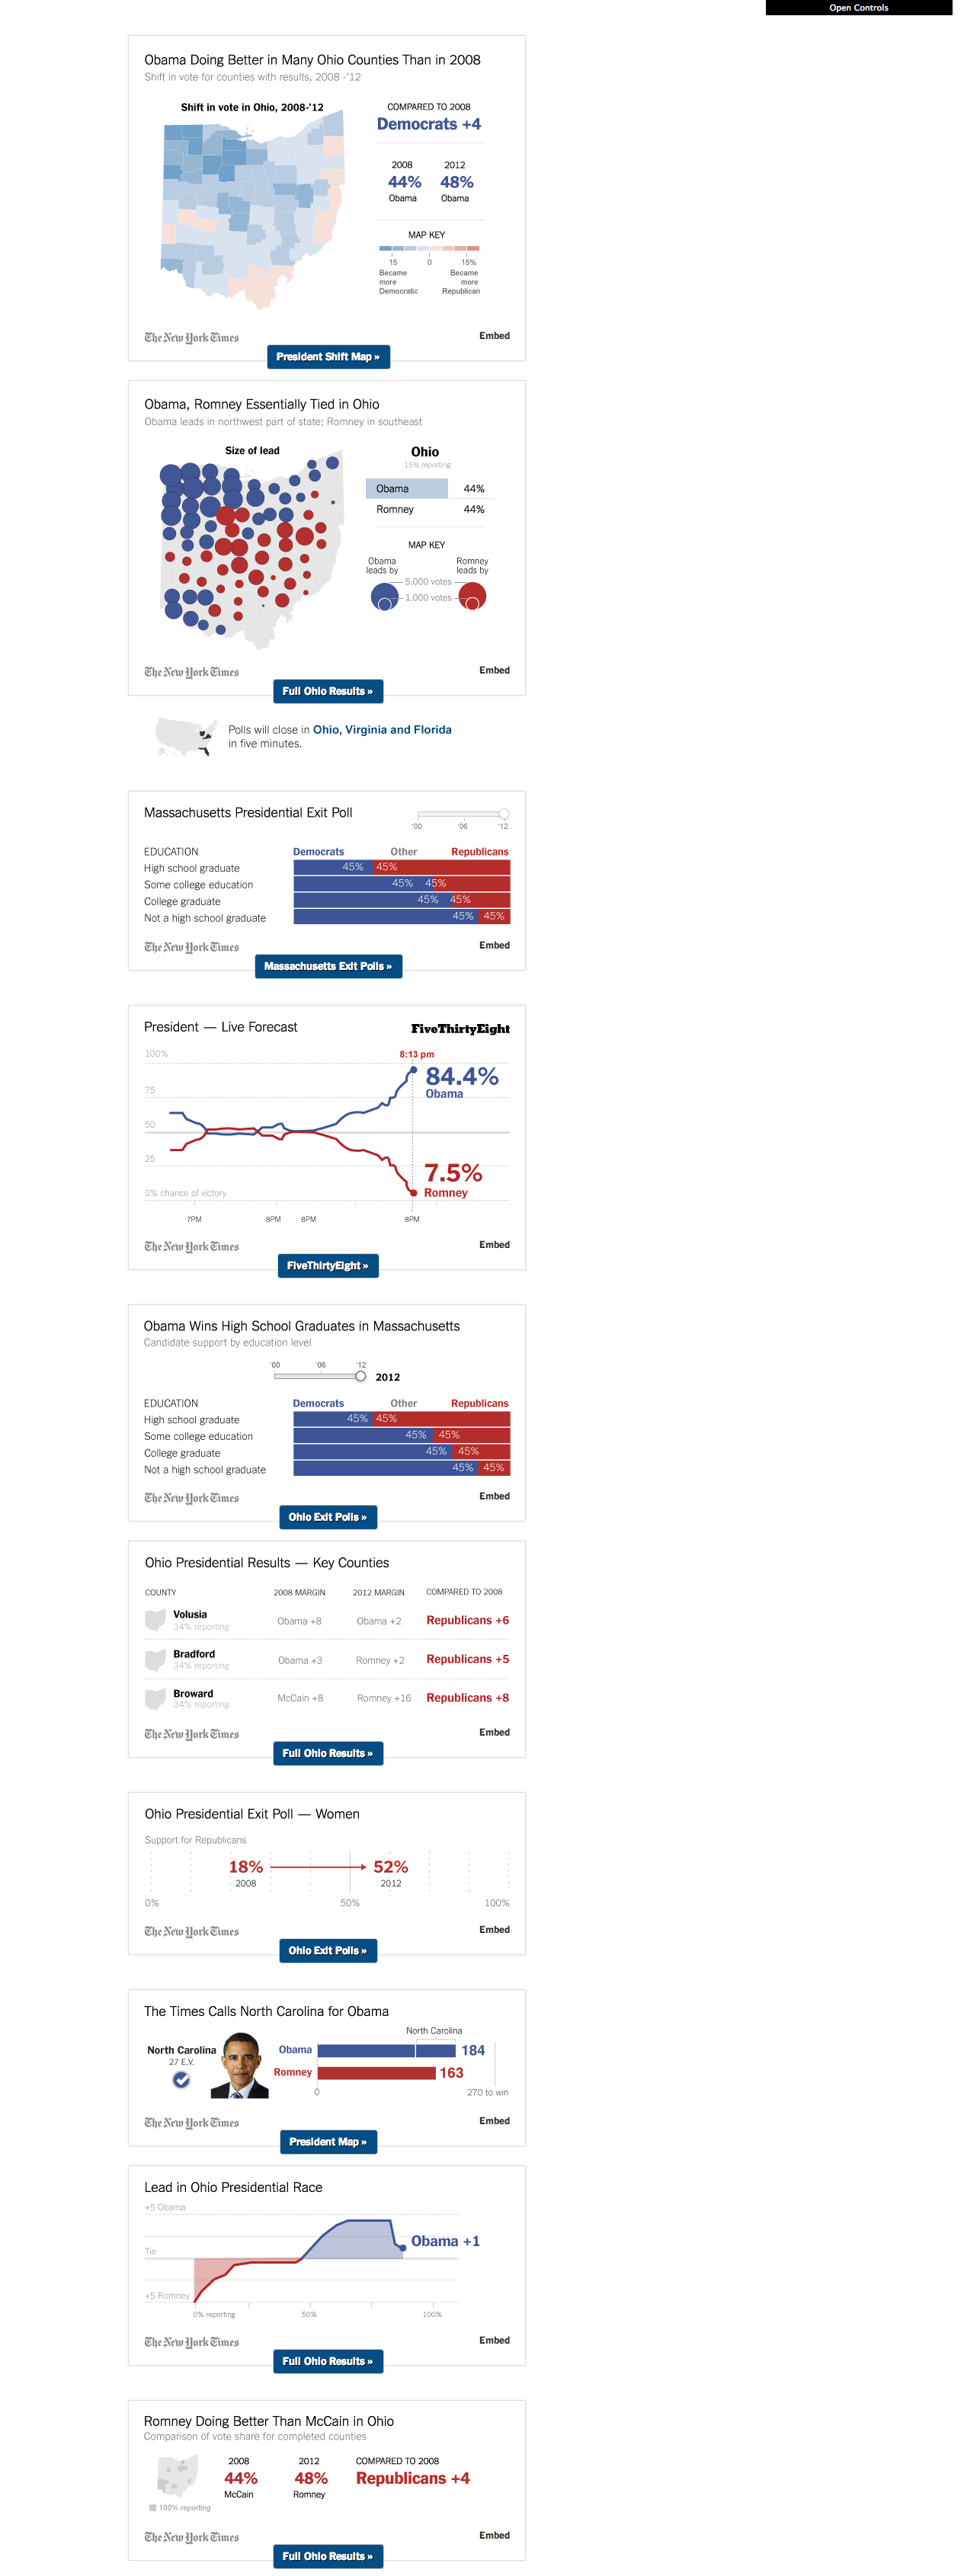 Open Controls
Obama Doing Better in Many Ohio Counties Than in 2008
Shift in vote for counties with results, 2008 -'12
Shift in vote in Ohio, 2008-'12
COMPARED TO 2008
Democrats +4
2008 2012
44% 48%
Obama Obama
MAP KEY
15 0 15%
Became more Democratic
Became more Republican
The New York Times
Embed
President Shift Map »
Obama, Romney Essentially Tied in Ohio
Obama leads in northwest part of state; Romney in southeast
Size of lead
Ohio
15% reporting
Obama 44%
Romney 44%
MAP KEY
Obama leads by
Romney leads by
5,000 votes
1,000 votes
The New York Times
Embed
Full Ohio Results »
Polls will close in Ohio, Virginia and Florida
in five minutes.
Massachusetts Presidential Exit Poll
'00 '06 '12
EDUCATION Democrats Other Republicans
High school graduate 45% 45%
Some college education 45% 45%
College graduate 45% 45%
Not a high school graduate 45% 45%
The New York Times
Embed
Massachusetts Exit Polls »
President — Live Forecast
FiveThirtyEight
8:13 pm
100%
84.4%
Obama
75
50
25
7.5%
Romney
0% chance of victory
7PM 8PM 8PM 8PM
The New York Times
Embed
FiveThirtyEight »
Obama Wins High School Graduates in Massachusetts
Candidate support by education level
'00 '06 '12
2012
EDUCATION Democrats Other Republicans
High school graduate 45% 45%
Some college education 45% 45%
College graduate 45% 45%
Not a high school graduate 45% 45%
The New York Times
Embed
Ohio Exit Polls »
Ohio Presidential Results — Key Counties
COUNTY 2008 MARGIN 2012 MARGIN COMPARED TO 2008
Volusia Obama +8 Obama +2 Republicans +6
34% reporting
Bradford Obama +3 Romney +2 Republicans +5
34% reporting
Broward McCain +8 Romney +16 Republicans +8
34% reporting
The New York Times
Embed
Full Ohio Results »
Ohio Presidential Exit Poll — Women
Support for Republicans
18% 52%
2008 2012
0% 50% 100%
The New York Times
Embed
Ohio Exit Polls »
The Times Calls North Carolina for Obama
North Carolina
North Carolina
27 E.V.
Obama 184
Romney 163
0 270 to win
The New York Times
Embed
President Map »
Lead in Ohio Presidential Race
+5 Obama
Obama +1
Tie
+5 Romney
0% reporting 50% 100%
The New York Times
Embed
Full Ohio Results »
Romney Doing Better Than McCain in Ohio
Comparison of vote share for completed counties
2008 2012 COMPARED TO 2008
44% 48% Republicans +4
McCain Romney
100% reporting
The New York Times
Embed
Full Ohio Results »